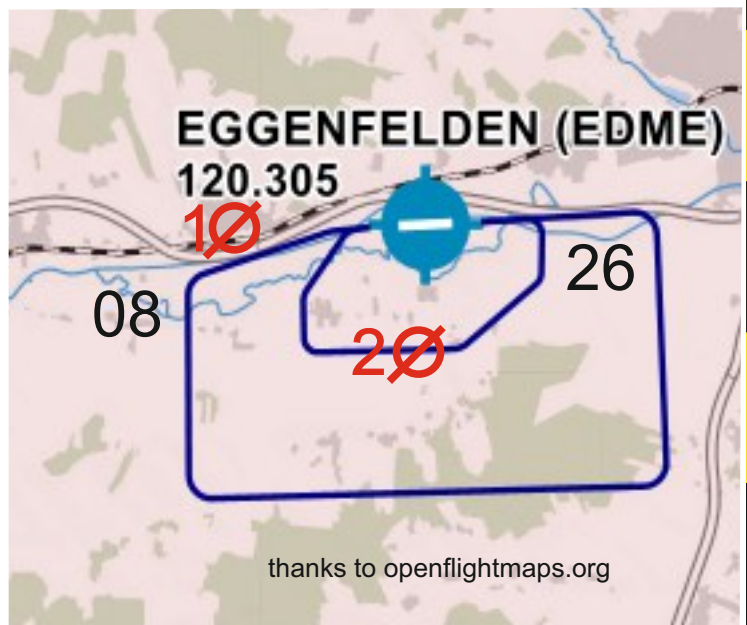 EGGENFELDEN (EDME)
120.305
1Ø
08
26
2Ø
thanks to openflightmaps.org